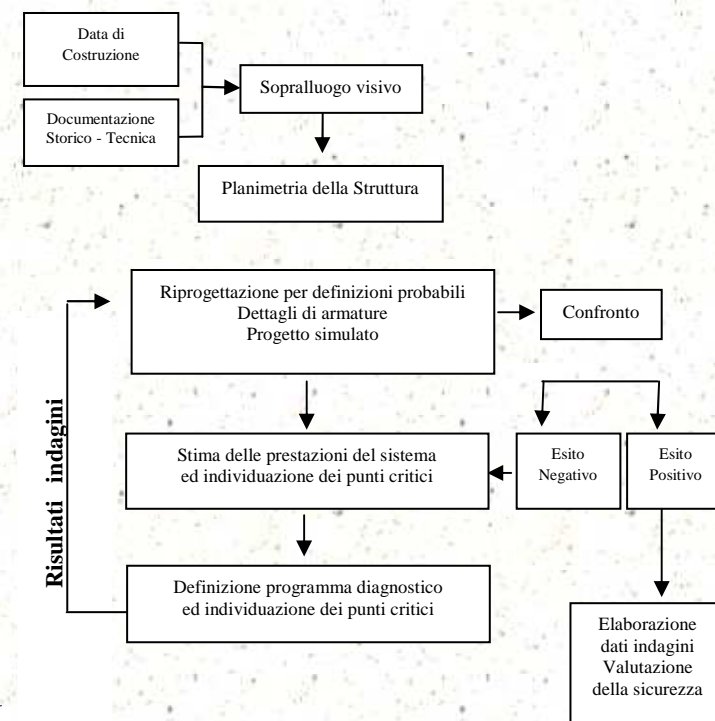 Data di
Costruzione
Sopralluogo visivo
Documentazione
Storico - Tecnica
Planimetria della Struttura
Riprogettazione per definizioni probabili
Dettagli di armature
Progetto simulato
Confronto
Risultati indagini
Stima delle prestazioni del sistema
ed individuazione dei punti critici
Esito
Negativo
Esito
Positivo
Definizione programma diagnostico
ed individuazione dei punti critici
Elaborazione
dati indagini
Valutazione
della sicurezza